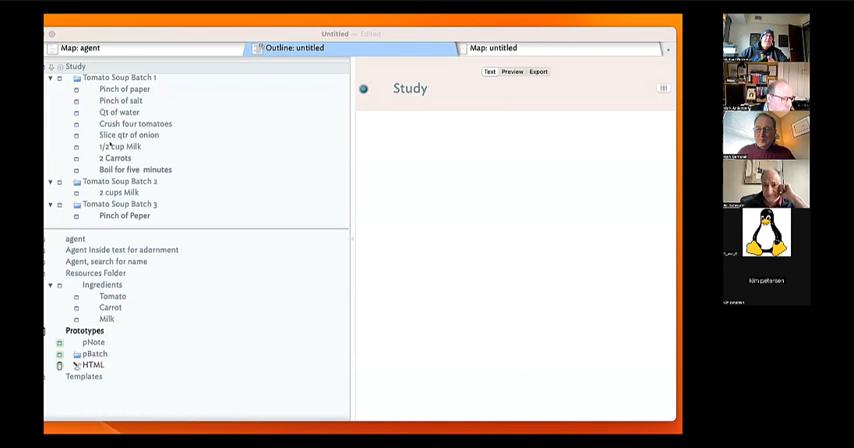 Untitled — Edited
Map: agent
Outline: untitled
Map: untitled
Study
Tomato Soup Batch 1
Pinch of paper
Pinch of salt
Qt of water
Crush four tomatoes
Slice qtr of onion
1/2 cup Milk
2 Carrots
Boil for five minutes
Tomato Soup Batch 2
2 cups Milk
Tomato Soup Batch 3
Pinch of Peper
agent
Agent Inside text for adornment
Agent, search for name
Resources Folder
Ingredients
Tomato
Carrot
Milk
Prototypes
pNote
pBatch
HTML
Templates
Text
Preview
Export
Study
kim petersen